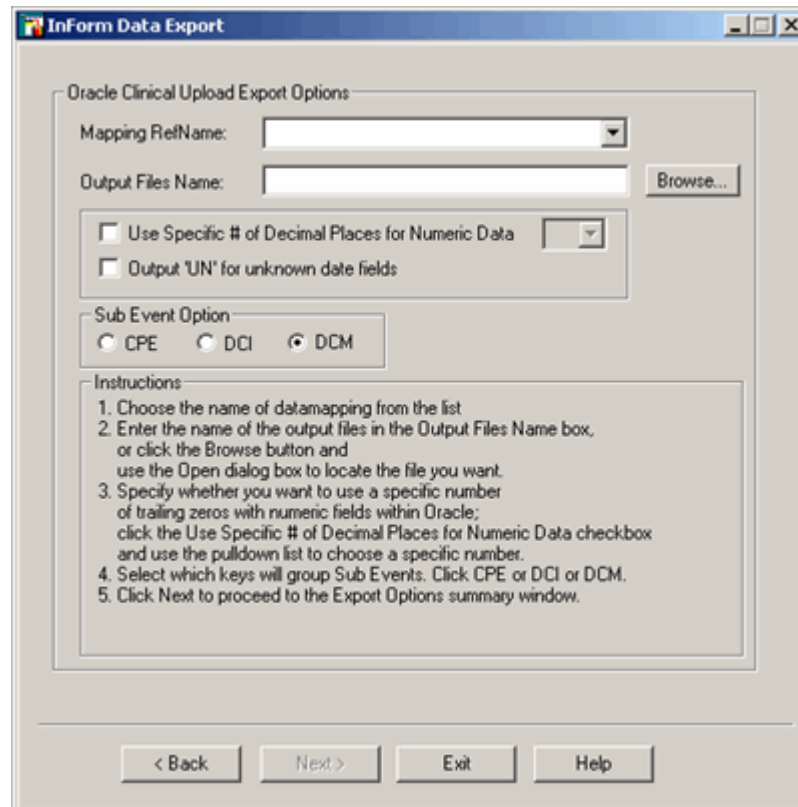 InForm Data Export
Oracle Clinical Upload Export Options
Mapping RefName:
Output Files Name:
Browse...
Use Specific # of Decimal Places for Numeric Data
Output 'UN' for unknown date fields
Sub Event Option
CPE DCI DCM
Instructions
1. Choose the name of datamapping from the list
2. Enter the name of the output files in the Output Files Name box,
or click the Browse button and
use the Open dialog box to locate the file you want.
3. Specify whether you want to use a specific number
of trailing zeros with numeric fields within Oracle;
click the Use Specific # of Decimal Places for Numeric Data checkbox
and use the pulldown list to choose a specific number.
4. Select which keys will group Sub Events. Click CPE or DCI or DCM.
5. Click Next to proceed to the Export Options summary window.
< Back Next > Exit Help